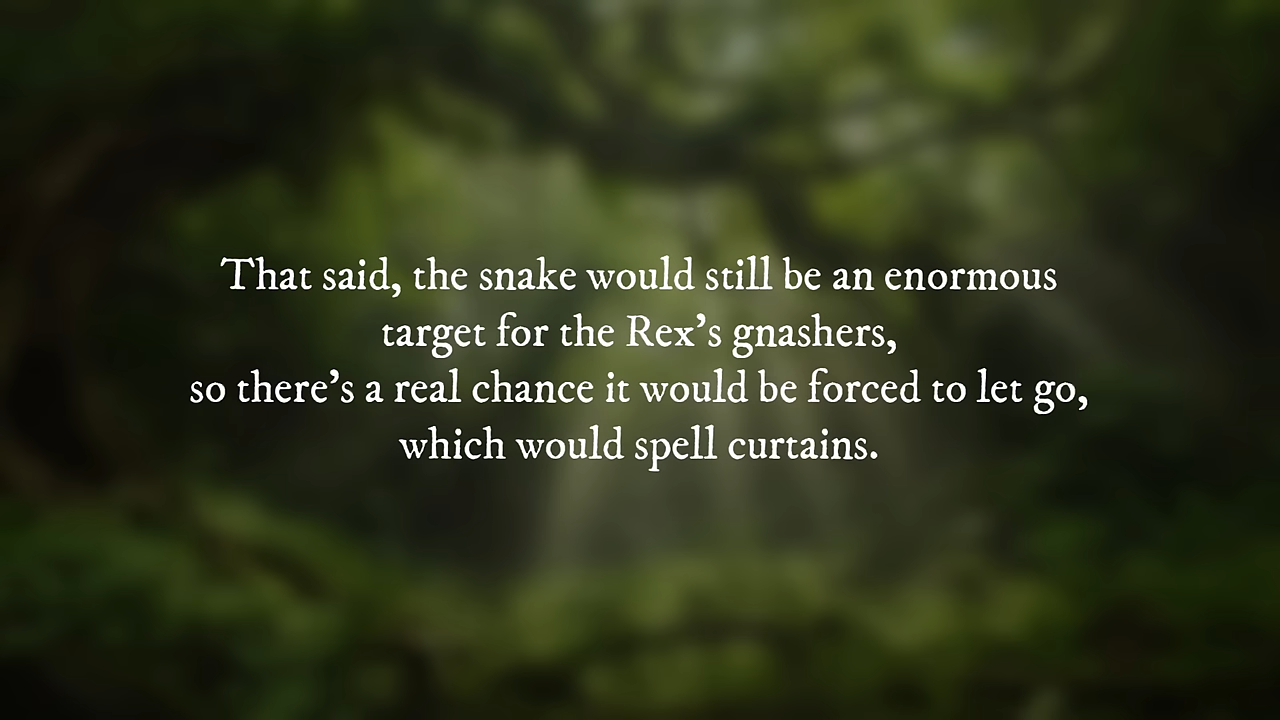 That said, the snake would still be an enormous
target for the Rex's gnashers,
so there's a real chance it would be forced to let go,
which would spell curtains.